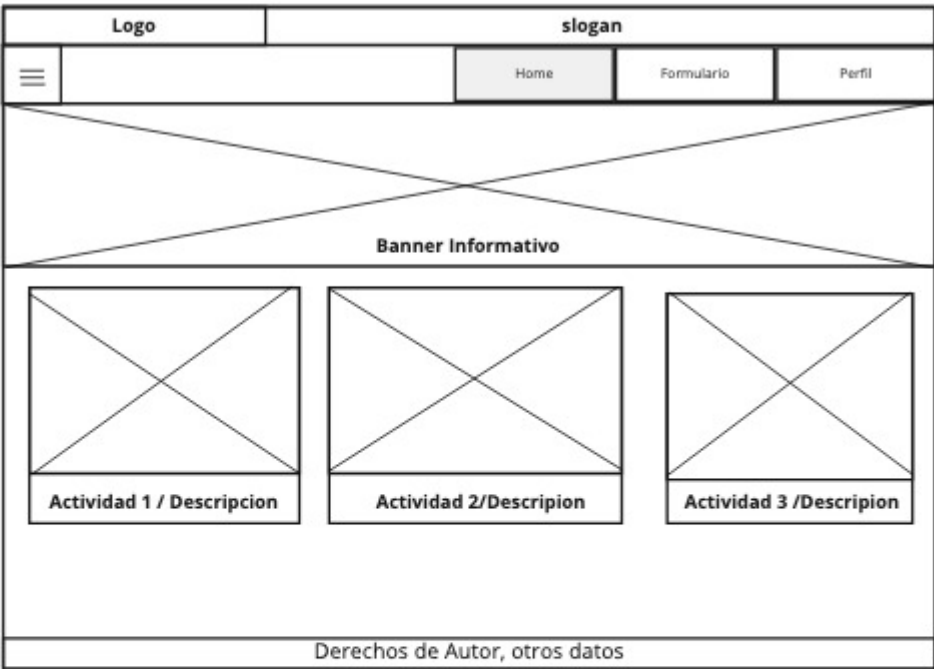 Logo
slogan
Home
Formulario
Perfil
Banner Informativo
Actividad 1 / Descripcion
Actividad 2/Descripion
Actividad 3 /Descripion
Derechos de Autor, otros datos